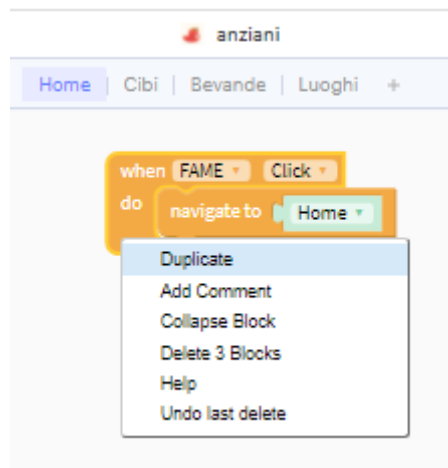 anziani
Home | Cibi | Bevande | Luoghi +
when FAME Click
do navigate to Home
Duplicate
Add Comment
Collapse Block
Delete 3 Blocks
Help
Undo last delete